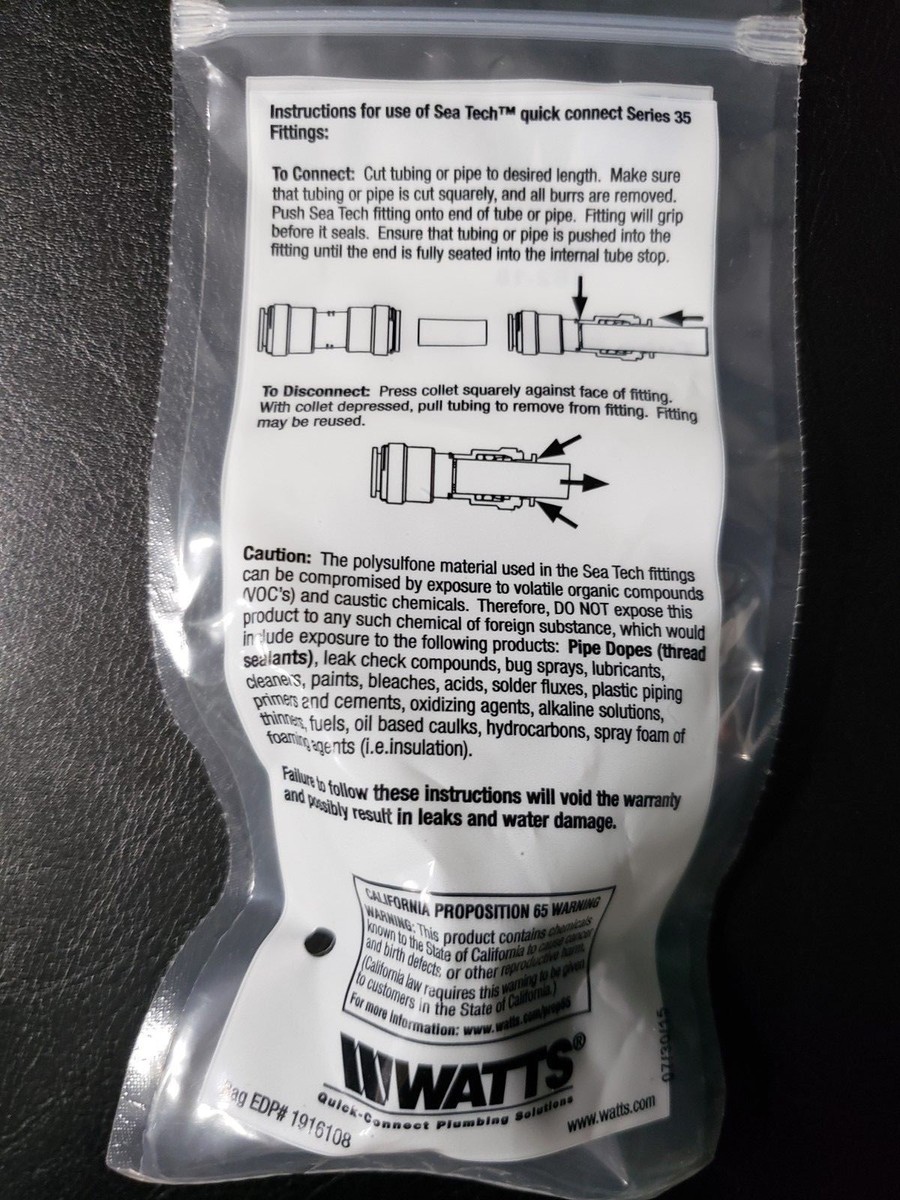 Instructions for use of Sea Tech™ quick connect Series 35
Fittings:
To Connect: Cut tubing or pipe to desired length. Make sure
that tubing or pipe is cut squarely, and all burrs are removed.
Push Sea Tech fitting onto end of tube or pipe. Fitting will grip
before it seals. Ensure that tubing or pipe is pushed into the
fitting until the end is fully seated into the internal tube stop.
To Disconnect: Press collet squarely against face of fitting.
With collet depressed, pull tubing to remove from fitting. Fitting
may be reused.
Caution: The polysulfone material used in the Sea Tech fittings
can be compromised by exposure to volatile organic compounds
(VOC's) and caustic chemicals. Therefore, DO NOT expose this
product to any such chemical of foreign substance, which would
include exposure to the following products: Pipe Dopes (thread
sealants), leak check compounds, bug sprays, lubricants,
cleaners, paints, bleaches, acids, solder fluxes, plastic piping
primers and cements, oxidizing agents, alkaline solutions,
thinners, fuels, oil based caulks, hydrocarbons, spray foam of
foaming agents (i.e.insulation).
Failure to follow these instructions will void the warranty
and possibly result in leaks and water damage.
CALIFORNIA PROPOSITION 65 WARNING
WARNING: This product contains chemicals
known to the State of California to cause cancer
and birth defects or other reproductive harm.
(California law requires this warning to be given
to customers in the State of California.)
For more information: www.watts.com/prop65
WATTS®
Quick-Connect Plumbing Solutions
Bag EDP# 1916108
www.watts.com
07/30/15